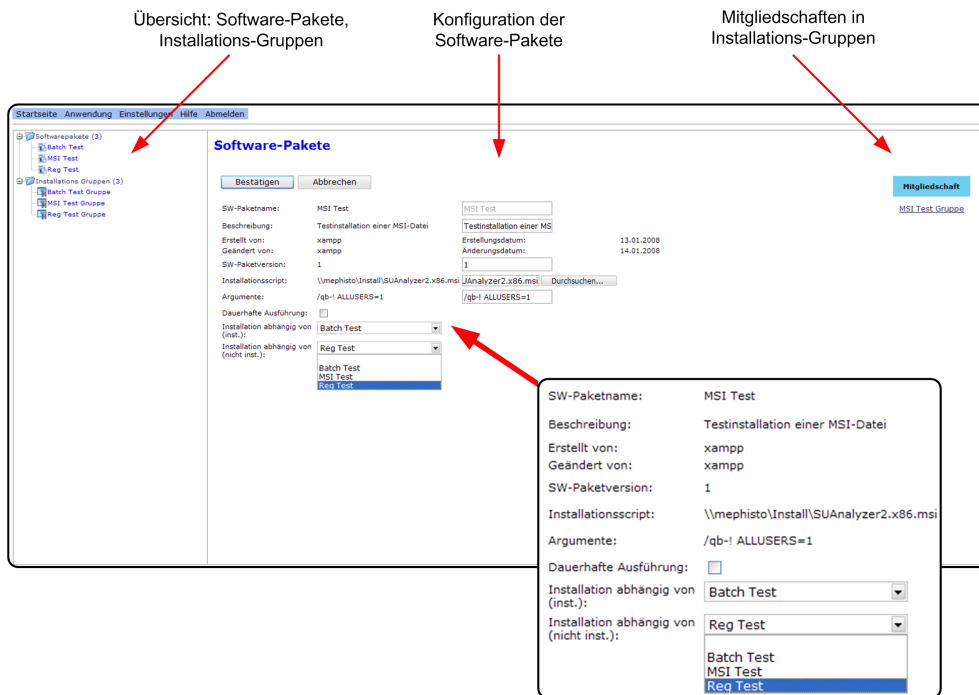 Übersicht: Software-Pakete,
Installations-Gruppen
Konfiguration der
Software-Pakete
Mitgliedschaften in
Installations-Gruppen
Startseite Anwendung Einstellungen Hilfe Abmelden
Softwarepakete (3)
Batch Test
MSI Test
Reg Test
Installations Gruppen (3)
Batch Test Gruppe
MSI Test Gruppe
Reg Test Gruppe
Software-Pakete
Bestätigen Abbrechen
Mitgliedschaft
MSI Test Gruppe
SW-Paketname: MSI Test MSI Test
Beschreibung: Testinstallation einer MSI-Datei Testinstallation einer MS
Erstellt von: xampp Erstellungsdatum: 13.01.2008
Geändert von: xampp Änderungsdatum: 14.01.2008
SW-Paketversion: 1 1
Installationsscript: \\mephisto\Install\SUAnalyzer2.x86.msi JAnalyzer2.x86.msi Durchsuchen...
Argumente: /qb-! ALLUSERS=1 /qb-! ALLUSERS=1
Dauerhafte Ausführung:
Installation abhängig von Batch Test
(inst.):
Installation abhängig von Reg Test
(nicht inst.):
Batch Test
MSI Test
Reg Test
SW-Paketname: MSI Test
Beschreibung: Testinstallation einer MSI-Datei
Erstellt von: xampp
Geändert von: xampp
SW-Paketversion: 1
Installationsscript: \\mephisto\Install\SUAnalyzer2.x86.msi
Argumente: /qb-! ALLUSERS=1
Dauerhafte Ausführung:
Installation abhängig von Batch Test
(inst.):
Installation abhängig von Reg Test
(nicht inst.):
Batch Test
MSI Test
Reg Test